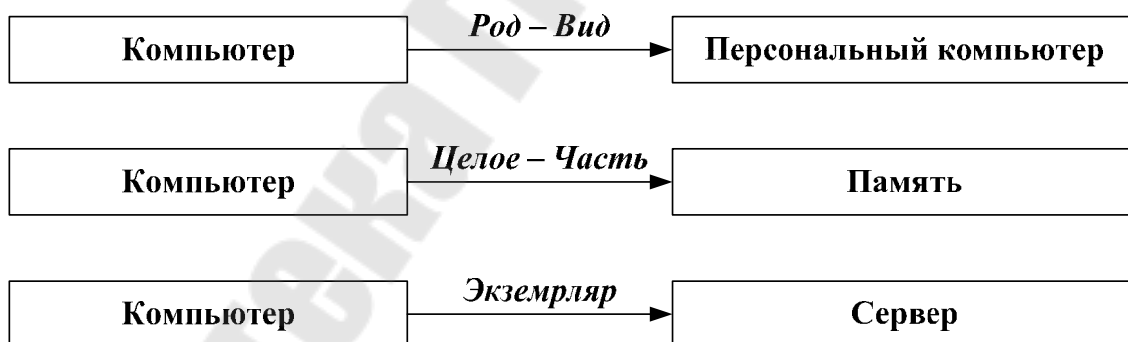 Род – Вид
Компьютер Персональный компьютер
Целое – Часть
Компьютер Память
Экземрляр
Компьютер Сервер